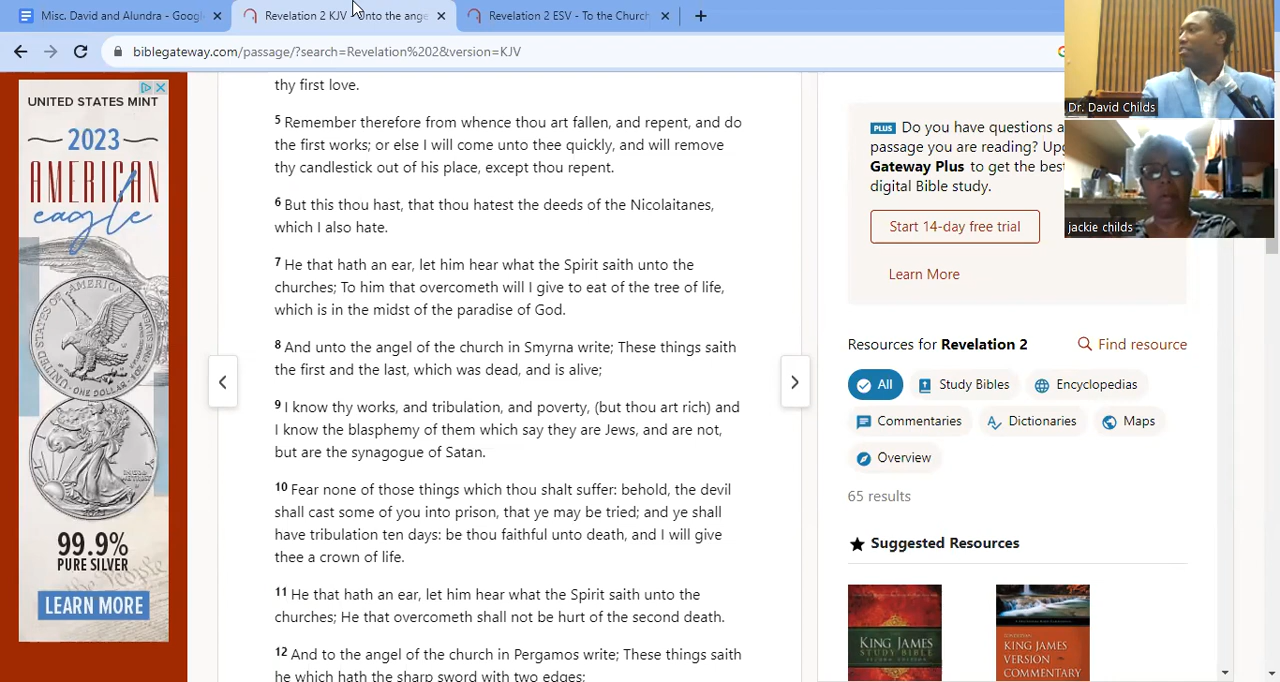 Misc. David and Alundra - Goog
Revelation 2 KJV - Unto the ange
Revelation 2 ESV - To the Church
biblegateway.com/passage/?search=Revelation%202&version=KJV
UNITED STATES MINT
2023
AMERICAN
eagle
99.9%
PURE SILVER
LEARN MORE
thy first love.
5 Remember therefore from whence thou art fallen, and repent, and do
the first works; or else I will come unto thee quickly, and will remove
thy candlestick out of his place, except thou repent.
6 But this thou hast, that thou hatest the deeds of the Nicolaitanes,
which I also hate.
7 He that hath an ear, let him hear what the Spirit saith unto the
churches; To him that overcometh will I give to eat of the tree of life,
which is in the midst of the paradise of God.
8 And unto the angel of the church in Smyrna write; These things saith
the first and the last, which was dead, and is alive;
9 I know thy works, and tribulation, and poverty, (but thou art rich) and
I know the blasphemy of them which say they are Jews, and are not,
but are the synagogue of Satan.
10 Fear none of those things which thou shalt suffer: behold, the devil
shall cast some of you into prison, that ye may be tried; and ye shall
have tribulation ten days: be thou faithful unto death, and I will give
thee a crown of life.
11 He that hath an ear, let him hear what the Spirit saith unto the
churches; He that overcometh shall not be hurt of the second death.
12 And to the angel of the church in Pergamos write; These things saith
he which hath the sharp sword with two edges;
PLUS Do you have questions a
passage you are reading? Upg
Gateway Plus to get the best
digital Bible study.
Start 14-day free trial
Learn More
Resources for Revelation 2
Find resource
All
Study Bibles
Encyclopedias
Commentaries
Dictionaries
Maps
Overview
65 results
Suggested Resources
KING JAMES
STUDY BIBLE
KING JAMES
VERSION
COMMENTARY
Dr. David Childs
jackie childs